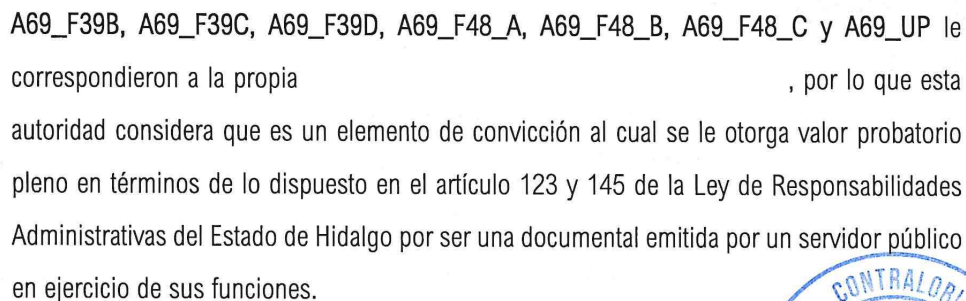 A69_F39B, A69_F39C, A69_F39D, A69_F48_A, A69_F48_B, A69_F48_C y A69_UP le
correspondieron a la propia , por lo que esta
autoridad considera que es un elemento de convicción al cual se le otorga valor probatorio
pleno en términos de lo dispuesto en el artículo 123 y 145 de la Ley de Responsabilidades
Administrativas del Estado de Hidalgo por ser una documental emitida por un servidor público
en ejercicio de sus funciones.